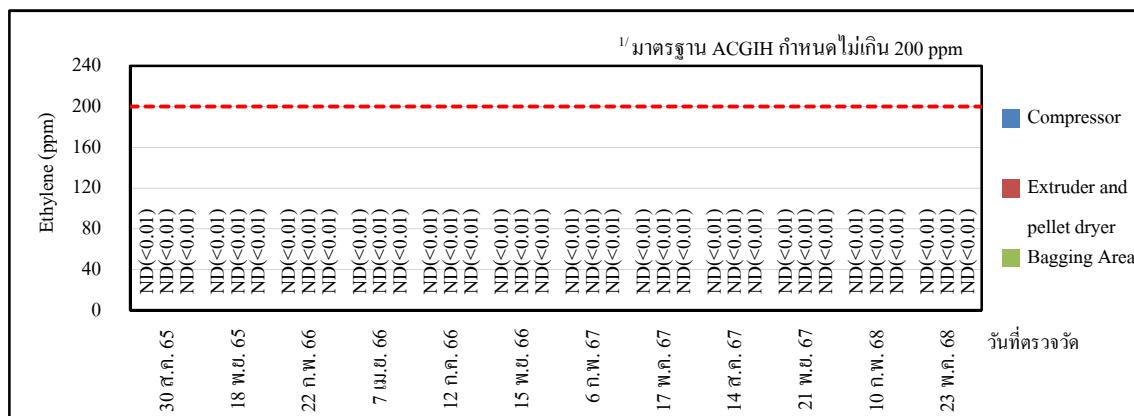 1/ มาตรฐาน ACGIH กำหนดไม่เกิน 200 ppm
Ethylene (ppm)
240
200
160
120
80
40
0
ND(<0.01) ND(<0.01) ND(<0.01)
ND(<0.01) ND(<0.01) ND(<0.01)
ND(<0.01) ND(<0.01) ND(<0.01)
ND(<0.01) ND(<0.01) ND(<0.01)
ND(<0.01) ND(<0.01) ND(<0.01)
ND(<0.01) ND(<0.01) ND(<0.01)
ND(<0.01) ND(<0.01) ND(<0.01)
ND(<0.01) ND(<0.01) ND(<0.01)
ND(<0.01) ND(<0.01) ND(<0.01)
ND(<0.01) ND(<0.01) ND(<0.01)
ND(<0.01) ND(<0.01) ND(<0.01)
ND(<0.01) ND(<0.01) ND(<0.01)
30 ส.ค. 65
18 พ.ย. 65
22 ก.พ. 66
7 เม.ย. 66
12 ก.ค. 66
15 พ.ย. 66
6 ก.พ. 67
17 พ.ค. 67
14 ส.ค. 67
21 พ.ย. 67
10 ก.พ. 68
23 พ.ค. 68
วันที่ตรวจวัด
Compressor
Extruder and
pellet dryer
Bagging Area